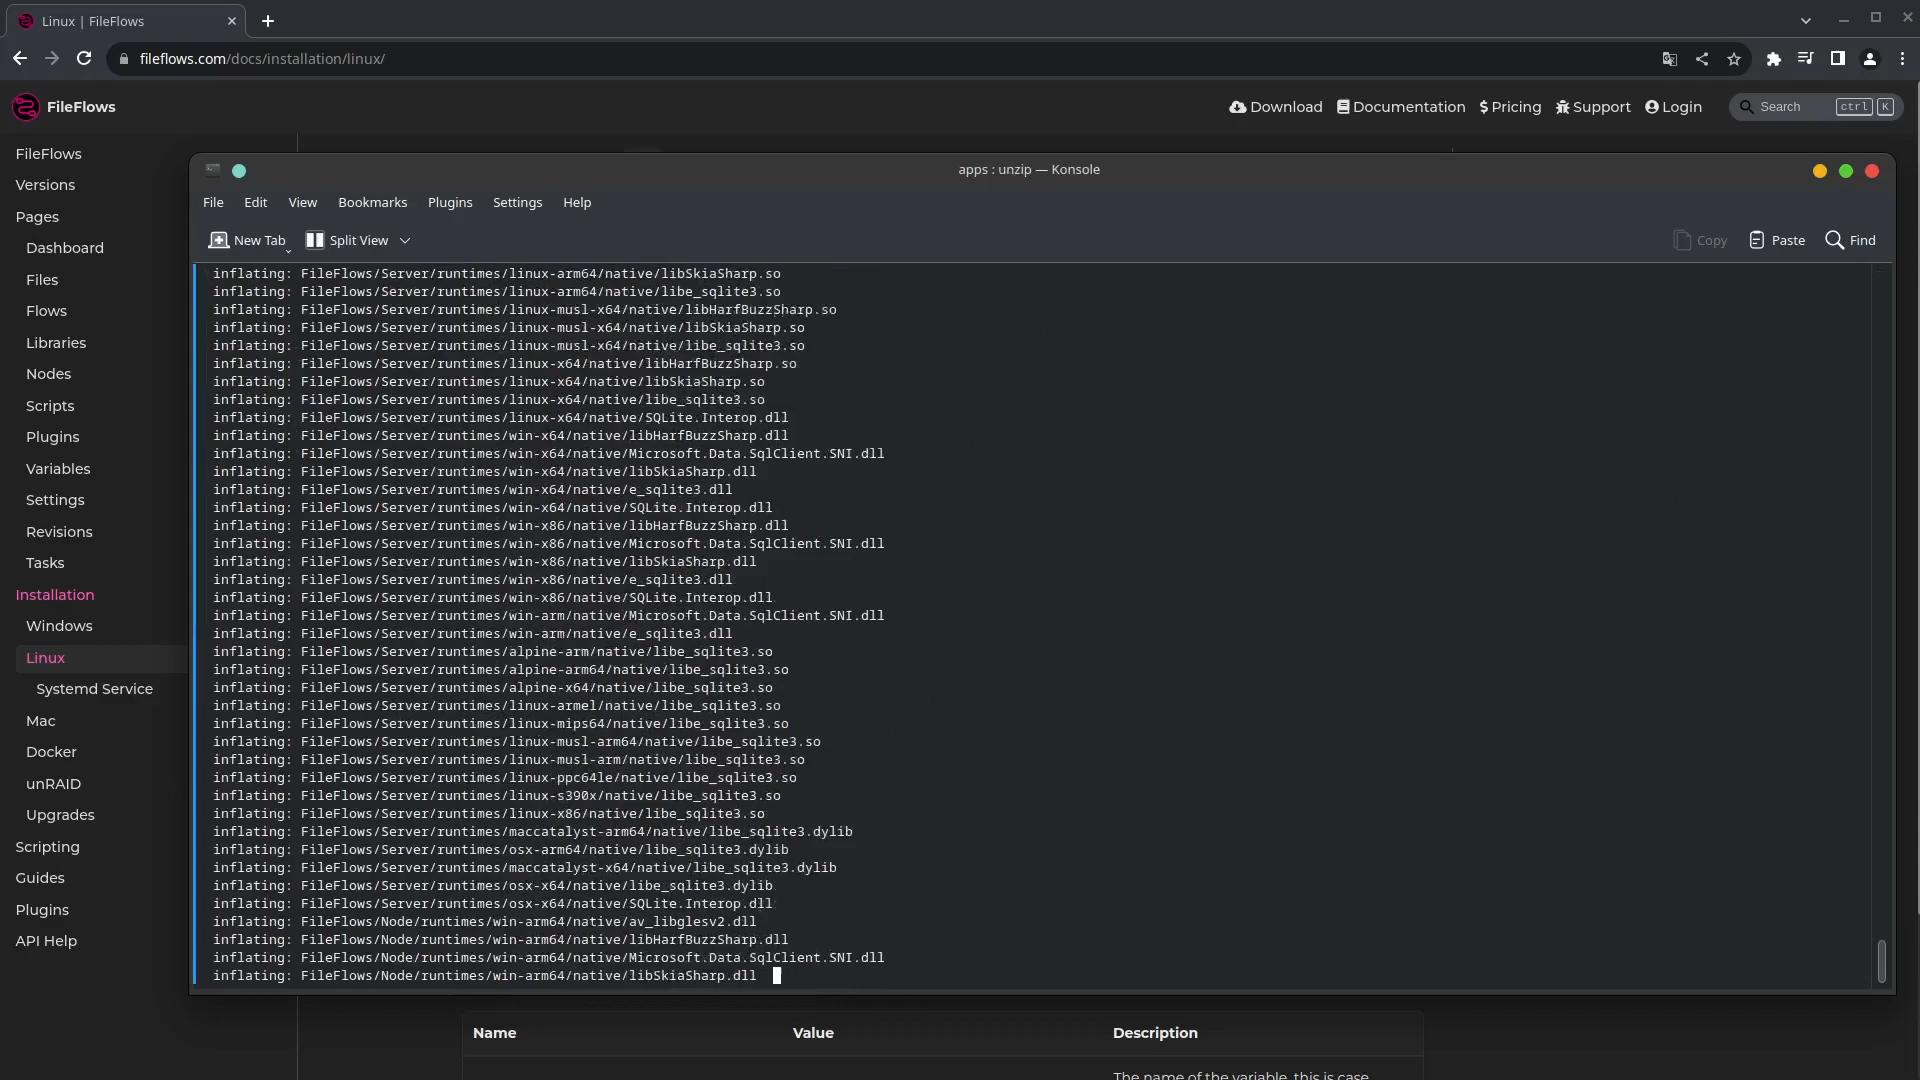 Linux | FileFlows
fileflows.com/docs/installation/linux/
FileFlows
Download
Documentation
Pricing
Support
Login
Search
ctrl
K
FileFlows
Versions
Pages
Dashboard
Files
Flows
Libraries
Nodes
Scripts
Plugins
Variables
Settings
Revisions
Tasks
Installation
Windows
Linux
Systemd Service
Mac
Docker
unRAID
Upgrades
Scripting
Guides
Plugins
API Help
apps : unzip — Konsole
File Edit View Bookmarks Plugins Settings Help
New Tab Split View Copy Paste Find
inflating: FileFlows/Server/runtimes/linux-arm64/native/libSkiaSharp.so
inflating: FileFlows/Server/runtimes/linux-arm64/native/libe_sqlite3.so
inflating: FileFlows/Server/runtimes/linux-musl-x64/native/libHarfBuzzSharp.so
inflating: FileFlows/Server/runtimes/linux-musl-x64/native/libSkiaSharp.so
inflating: FileFlows/Server/runtimes/linux-musl-x64/native/libe_sqlite3.so
inflating: FileFlows/Server/runtimes/linux-x64/native/libHarfBuzzSharp.so
inflating: FileFlows/Server/runtimes/linux-x64/native/libSkiaSharp.so
inflating: FileFlows/Server/runtimes/linux-x64/native/libe_sqlite3.so
inflating: FileFlows/Server/runtimes/linux-x64/native/SQLite.Interop.dll
inflating: FileFlows/Server/runtimes/win-x64/native/libHarfBuzzSharp.dll
inflating: FileFlows/Server/runtimes/win-x64/native/Microsoft.Data.SqlClient.SNI.dll
inflating: FileFlows/Server/runtimes/win-x64/native/libSkiaSharp.dll
inflating: FileFlows/Server/runtimes/win-x64/native/e_sqlite3.dll
inflating: FileFlows/Server/runtimes/win-x64/native/SQLite.Interop.dll
inflating: FileFlows/Server/runtimes/win-x86/native/libHarfBuzzSharp.dll
inflating: FileFlows/Server/runtimes/win-x86/native/Microsoft.Data.SqlClient.SNI.dll
inflating: FileFlows/Server/runtimes/win-x86/native/libSkiaSharp.dll
inflating: FileFlows/Server/runtimes/win-x86/native/e_sqlite3.dll
inflating: FileFlows/Server/runtimes/win-x86/native/SQLite.Interop.dll
inflating: FileFlows/Server/runtimes/win-arm/native/Microsoft.Data.SqlClient.SNI.dll
inflating: FileFlows/Server/runtimes/win-arm/native/e_sqlite3.dll
inflating: FileFlows/Server/runtimes/alpine-arm/native/libe_sqlite3.so
inflating: FileFlows/Server/runtimes/alpine-arm64/native/libe_sqlite3.so
inflating: FileFlows/Server/runtimes/alpine-x64/native/libe_sqlite3.so
inflating: FileFlows/Server/runtimes/linux-armel/native/libe_sqlite3.so
inflating: FileFlows/Server/runtimes/linux-mips64/native/libe_sqlite3.so
inflating: FileFlows/Server/runtimes/linux-musl-arm64/native/libe_sqlite3.so
inflating: FileFlows/Server/runtimes/linux-musl-arm/native/libe_sqlite3.so
inflating: FileFlows/Server/runtimes/linux-ppc64le/native/libe_sqlite3.so
inflating: FileFlows/Server/runtimes/linux-s390x/native/libe_sqlite3.so
inflating: FileFlows/Server/runtimes/linux-x86/native/libe_sqlite3.so
inflating: FileFlows/Server/runtimes/maccatalyst-arm64/native/libe_sqlite3.dylib
inflating: FileFlows/Server/runtimes/osx-arm64/native/libe_sqlite3.dylib
inflating: FileFlows/Server/runtimes/maccatalyst-x64/native/libe_sqlite3.dylib
inflating: FileFlows/Server/runtimes/osx-x64/native/libe_sqlite3.dylib
inflating: FileFlows/Server/runtimes/osx-x64/native/SQLite.Interop.dll
inflating: FileFlows/Node/runtimes/win-arm64/native/av_libglesv2.dll
inflating: FileFlows/Node/runtimes/win-arm64/native/libHarfBuzzSharp.dll
inflating: FileFlows/Node/runtimes/win-arm64/native/Microsoft.Data.SqlClient.SNI.dll
inflating: FileFlows/Node/runtimes/win-arm64/native/libSkiaSharp.dll
Name Value Description
The name of the variable, this is case